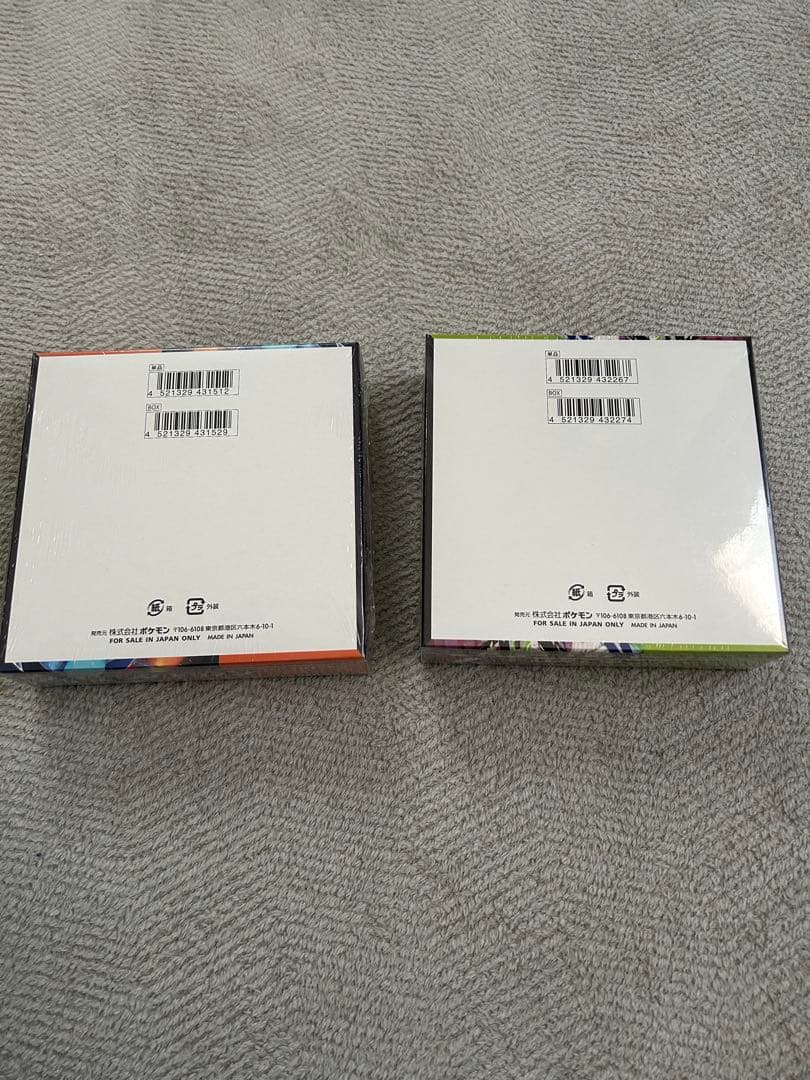 単品
4 521329 431512
BOX
4 521329 431529
紙 箱 プラ 外装
発売元 株式会社ポケモン 〒106-6108 東京都港区六本木6-10-1
FOR SALE IN JAPAN ONLY MADE IN JAPAN
単品
4 521329 432267
BOX
4 521329 432274
紙 箱 プラ 外装
発売元 株式会社ポケモン 〒106-6108 東京都港区六本木6-10-1
FOR SALE IN JAPAN ONLY MADE IN JAPAN